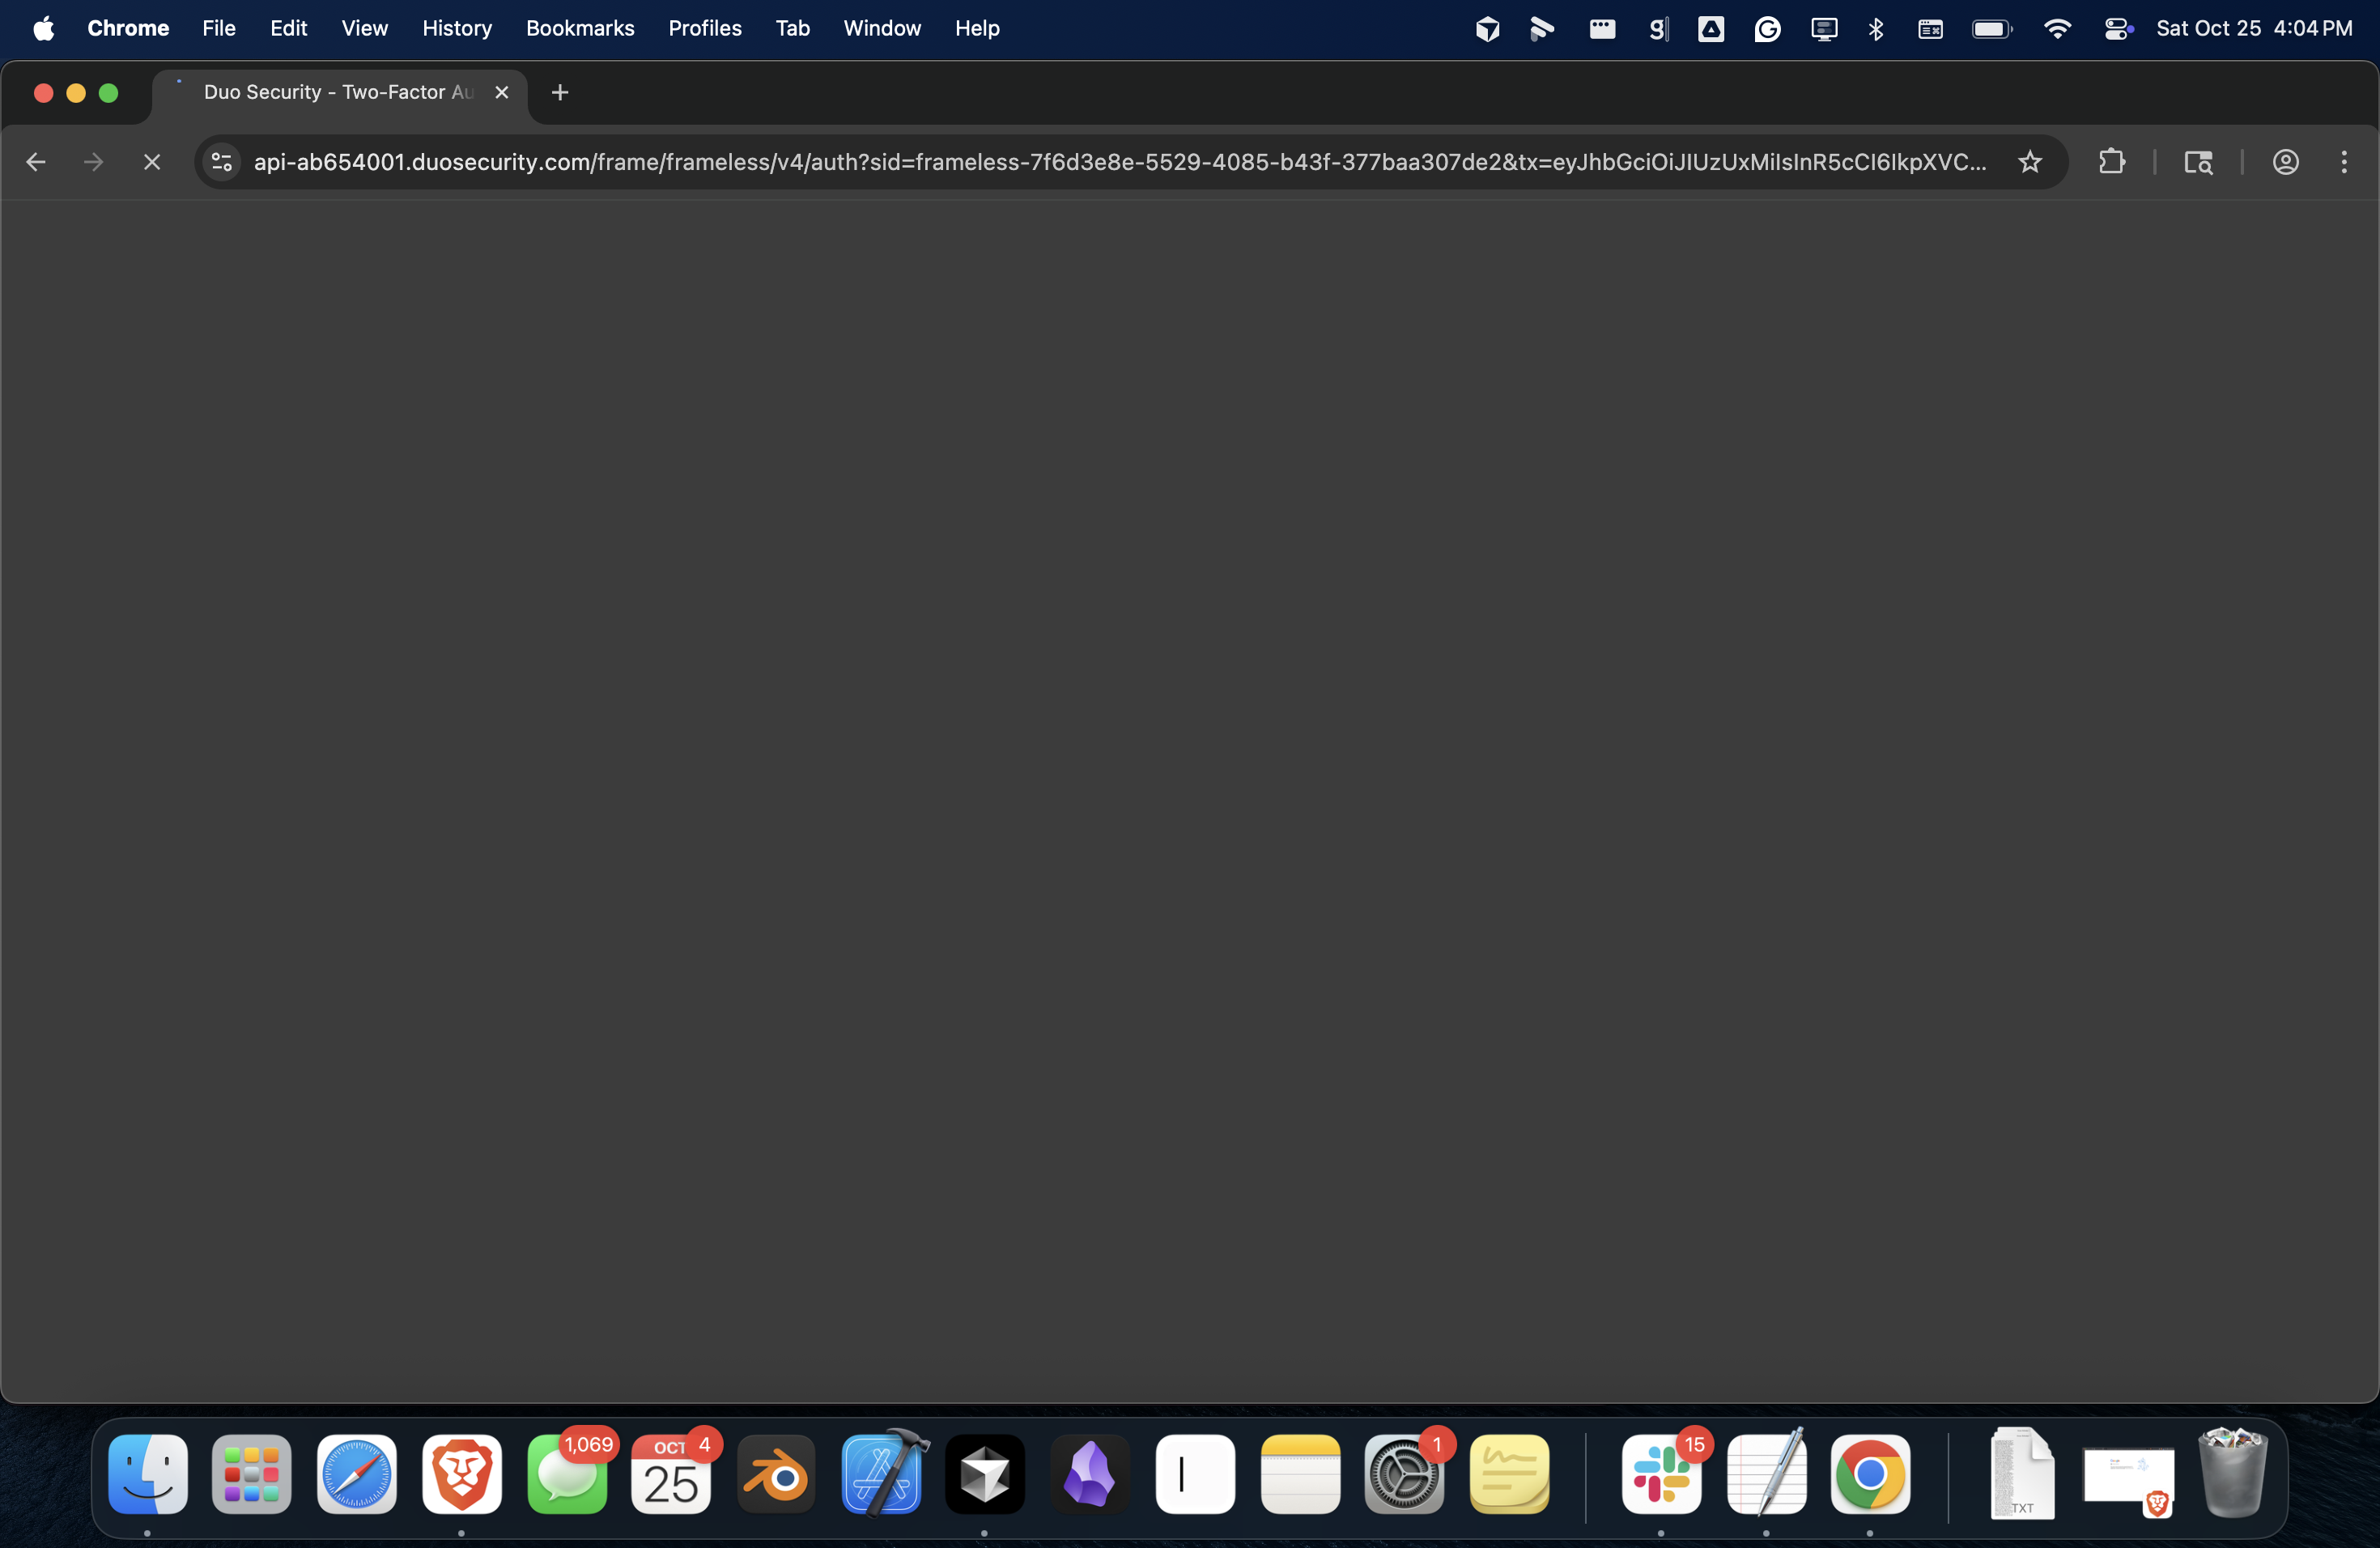 Chrome File Edit View History Bookmarks Profiles Tab Window Help Sat Oct 25 4:04 PM
Duo Security - Two-Factor Au
api-ab654001.duosecurity.com/frame/frameless/v4/auth?sid=frameless-7f6d3e8e-5529-4085-b43f-377baa307de2&tx=eyJhbGciOiJIUzUxMiIsInR5cCI6IkpXVC...
1,069 OCT 4 1 15
25
TXT